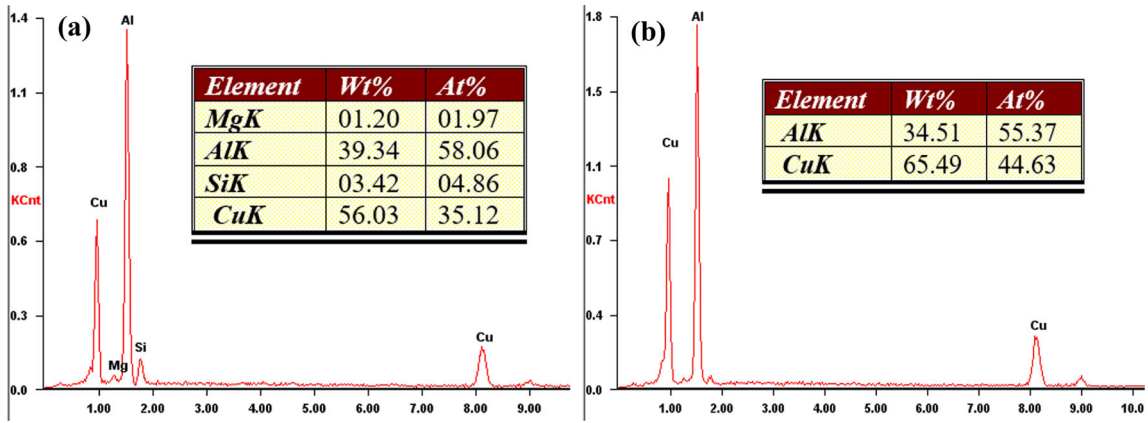 (a)
1.4
1.1
0.8
KCnt
0.6
0.3
0.0
Al
Cu
Mg
Si
Cu
Element Wt% At%
MgK 01.20 01.97
AlK 39.34 58.06
SiK 03.42 04.86
CuK 56.03 35.12
1.00 2.00 3.00 4.00 5.00 6.00 7.00 8.00 9.00
(b)
1.8
1.5
1.1
KCnt
0.7
0.4
0.0
Al
Cu
Cu
Element Wt% At%
AlK 34.51 55.37
CuK 65.49 44.63
1.00 2.00 3.00 4.00 5.00 6.00 7.00 8.00 9.00 10.0